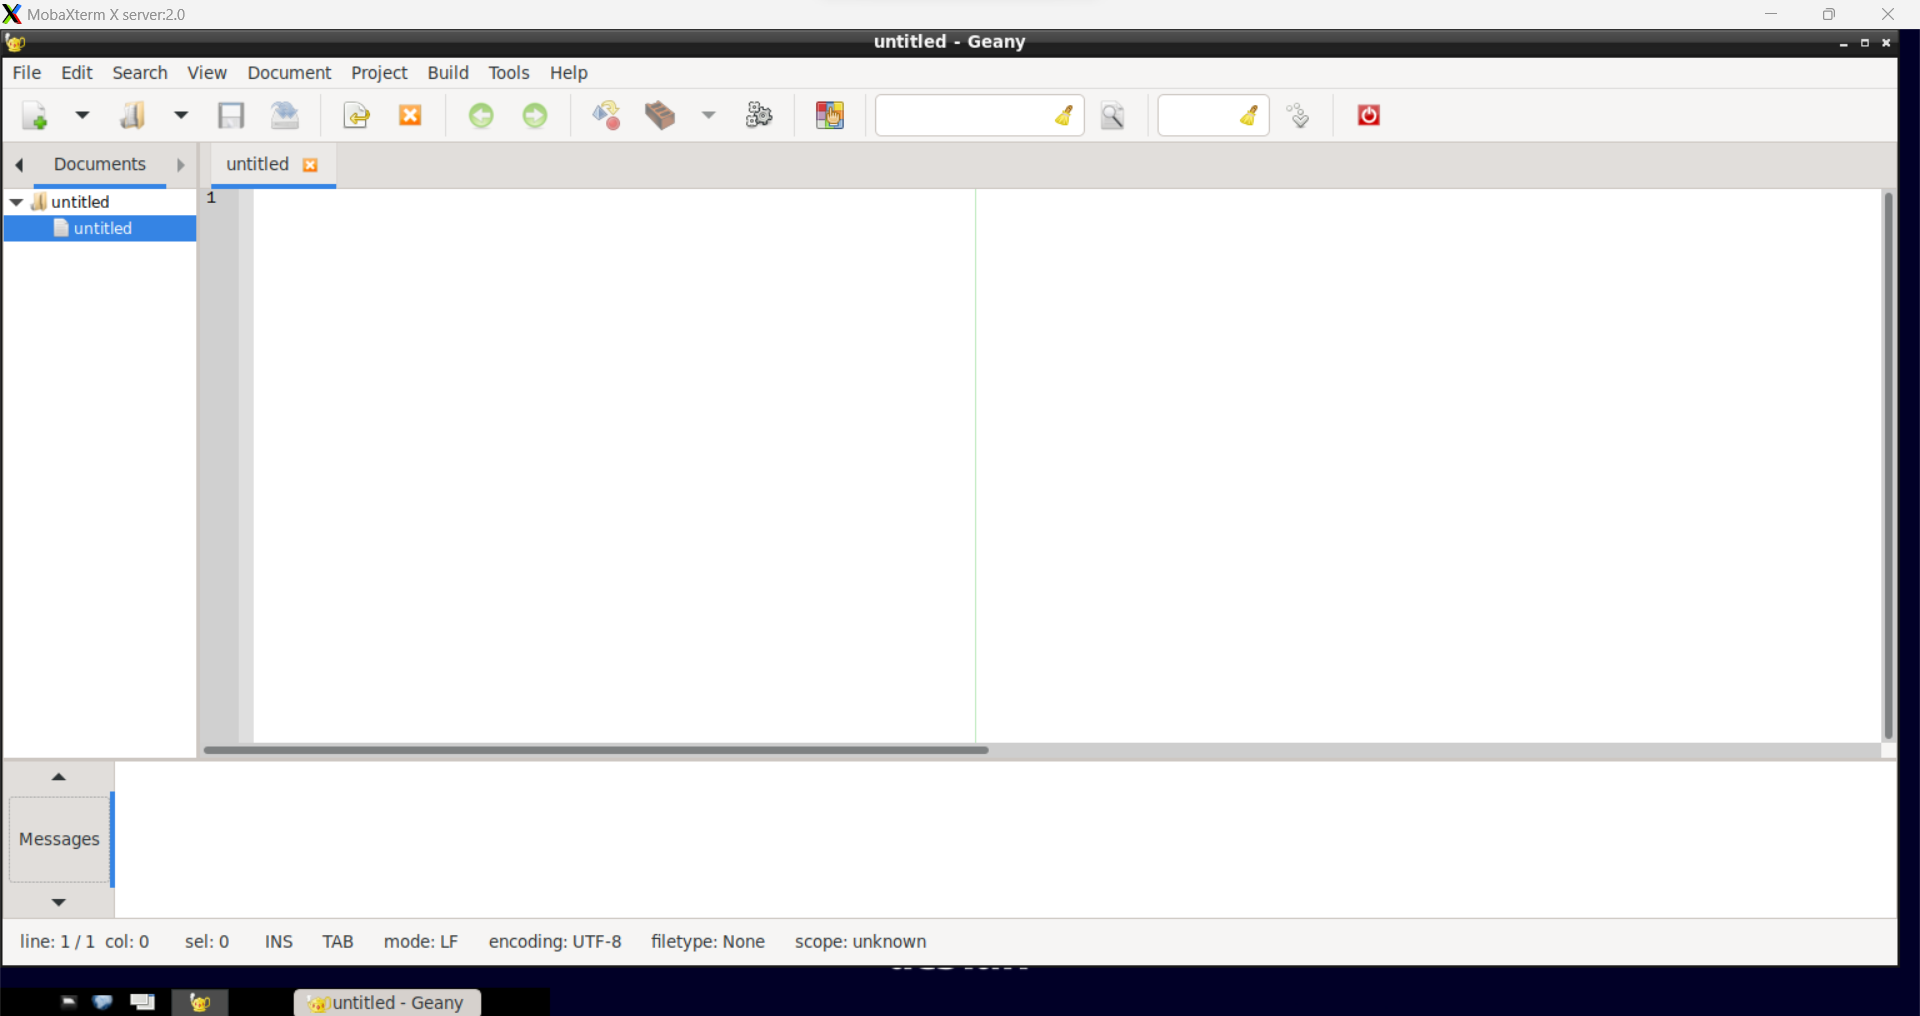 MobaXterm X server:2.0
untitled - Geany
File Edit Search View Document Project Build Tools Help
Documents
untitled
untitled
untitled
1
Messages
line: 1 / 1 col: 0 sel: 0 INS TAB mode: LF encoding: UTF-8 filetype: None scope: unknown
untitled - Geany